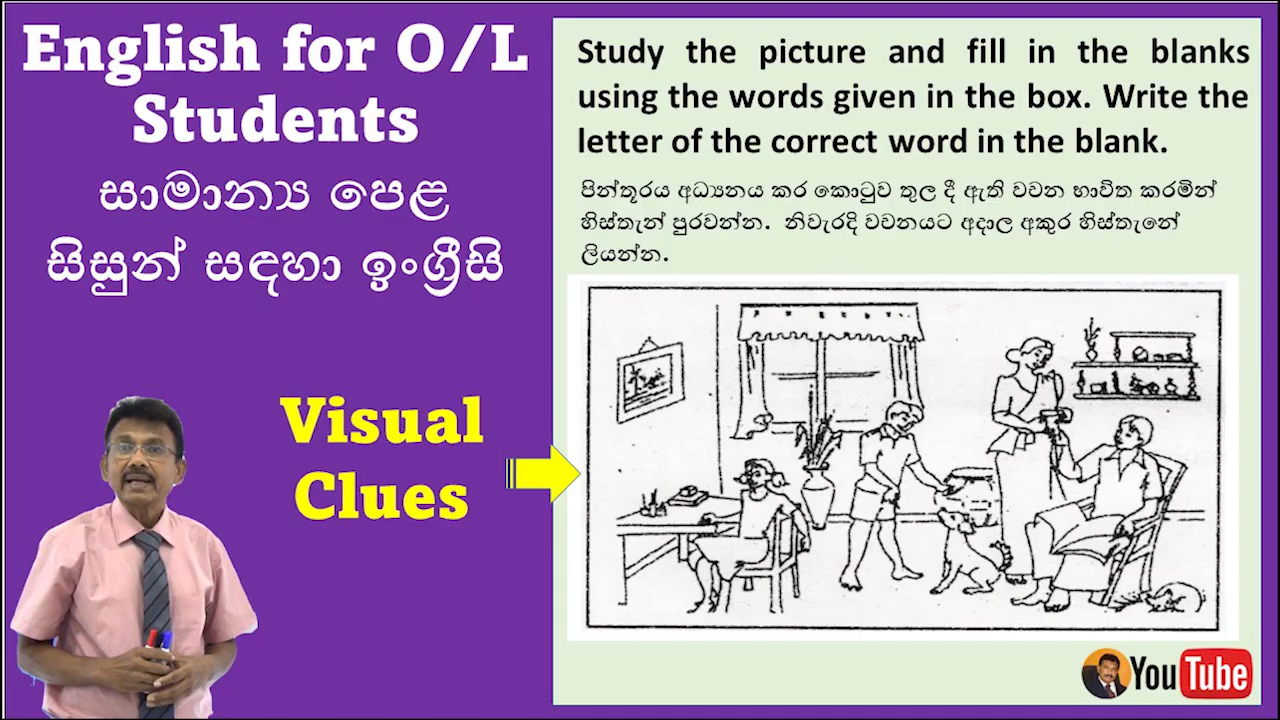 English for O/L
Students
සාමාන්‍ය පෙළ
සිසුන් සඳහා ඉංග්‍රීසි
Visual
Clues
Study the picture and fill in the blanks
using the words given in the box. Write the
letter of the correct word in the blank.
පින්තූරය අධ්‍යනය කර කොටුව තුල දී ඇති වචන භාවිත කරමින්
හිස්තැන් පුරවන්න. නිවැරදි වචනයට අදාල අකුර හිස්තැනේ
ලියන්න.
YouTube